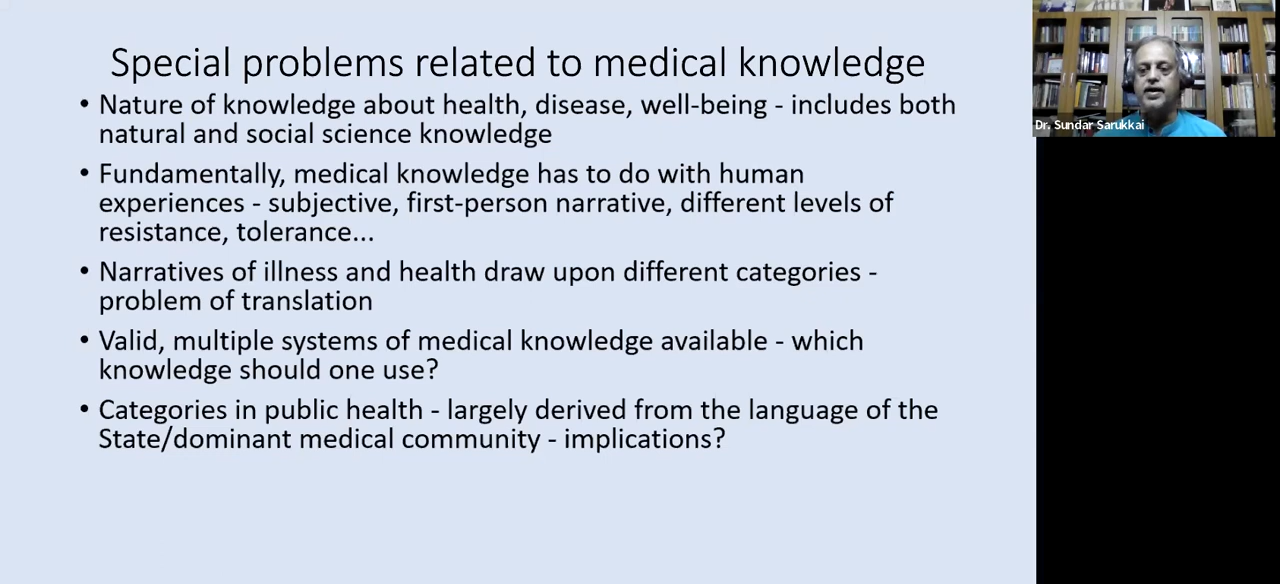 Special problems related to medical knowledge
• Nature of knowledge about health, disease, well-being - includes both
natural and social science knowledge
• Fundamentally, medical knowledge has to do with human
experiences - subjective, first-person narrative, different levels of
resistance, tolerance...
• Narratives of illness and health draw upon different categories -
problem of translation
• Valid, multiple systems of medical knowledge available - which
knowledge should one use?
• Categories in public health - largely derived from the language of the
State/dominant medical community - implications?
Dr. Sundar Sarukkai